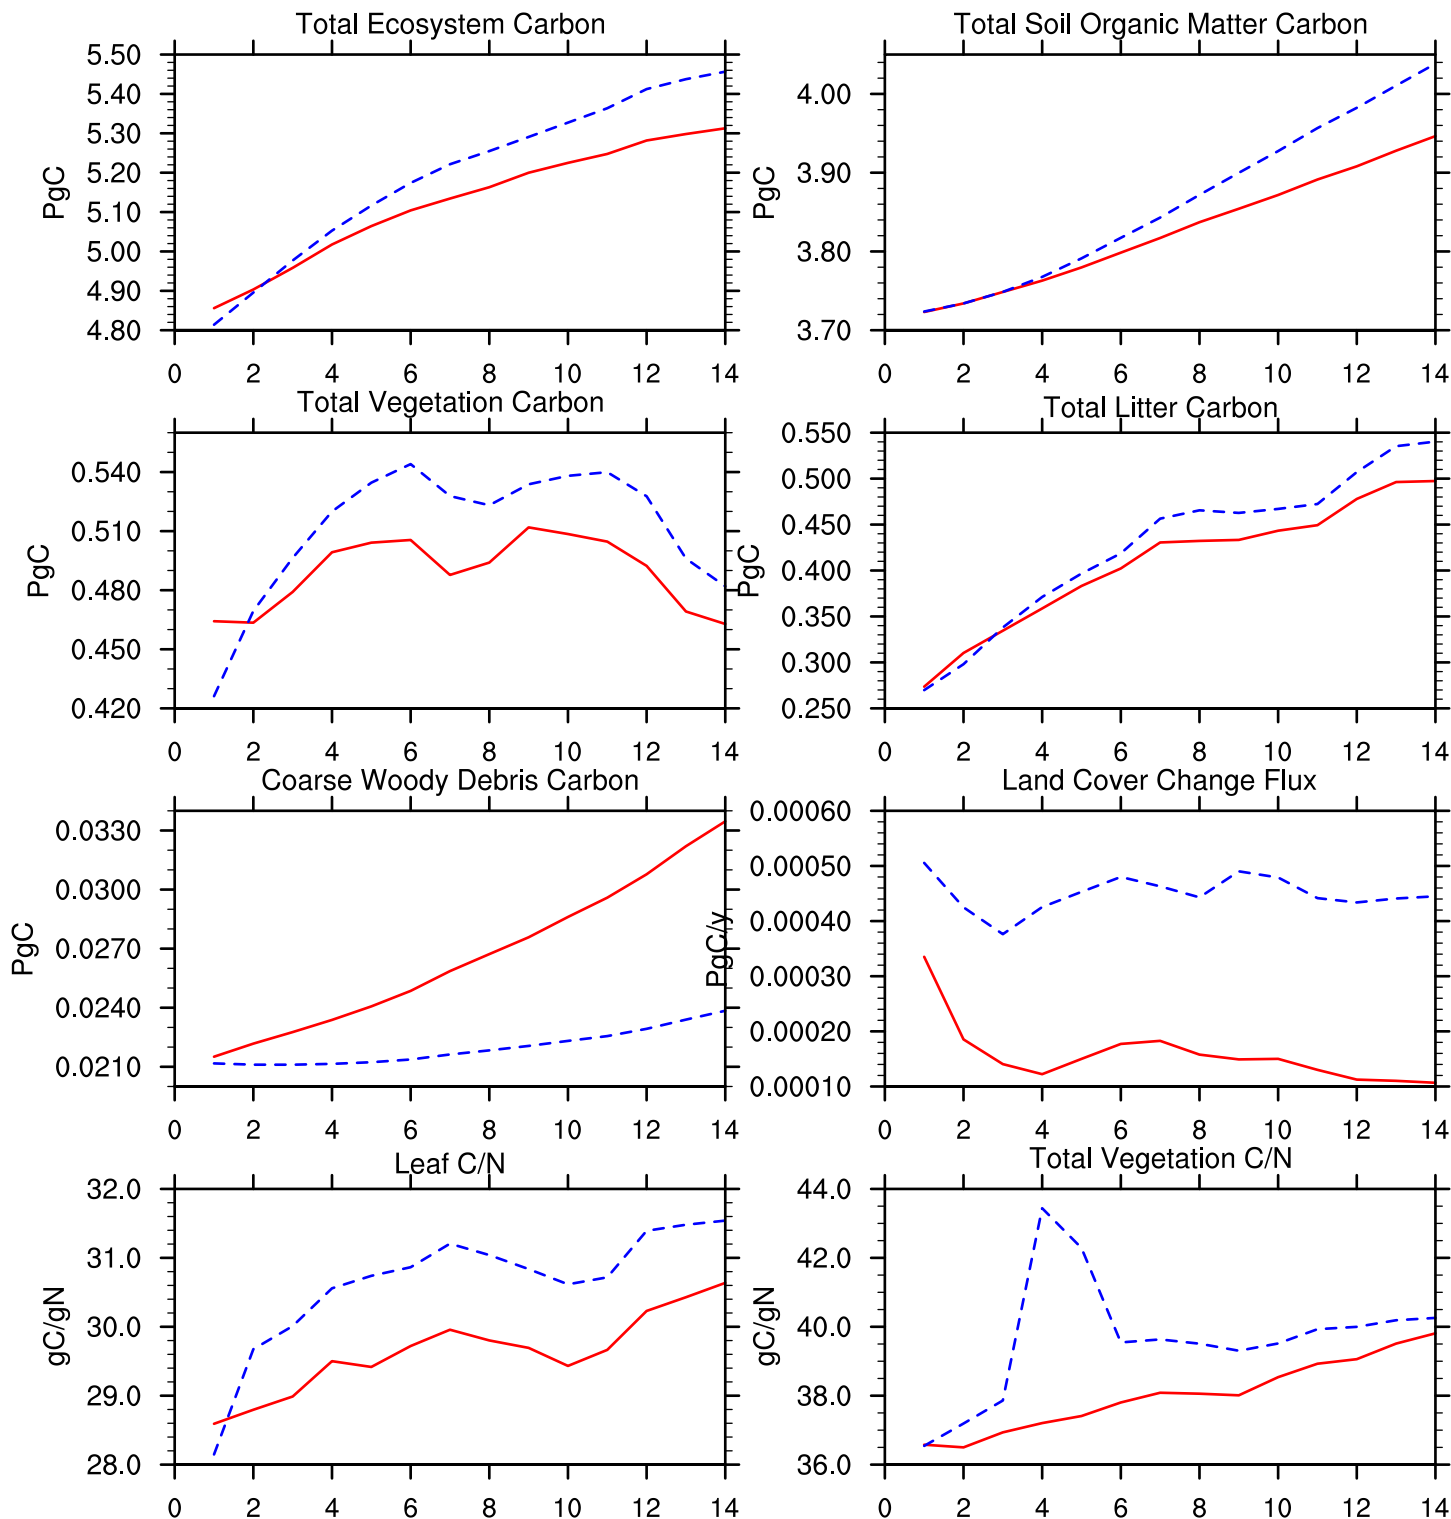 Total Ecosystem Carbon
5.50
5.40
5.30
5.20
5.10
5.00
4.90
4.80
PgC
0 2 4 6 8 10 12 14
Total Soil Organic Matter Carbon
4.00
3.90
3.80
3.70
PgC
0 2 4 6 8 10 12 14
Total Vegetation Carbon
0.540
0.510
0.480
0.450
0.420
PgC
0 2 4 6 8 10 12 14
Total Litter Carbon
0.550
0.500
0.450
0.400
0.350
0.300
0.250
PgC
0 2 4 6 8 10 12 14
Coarse Woody Debris Carbon
0.0330
0.0300
0.0270
0.0240
0.0210
PgC
0 2 4 6 8 10 12 14
Land Cover Change Flux
0.00060
0.00050
0.00040
0.00030
0.00020
0.00010
PgC/y
0 2 4 6 8 10 12 14
Leaf C/N
32.0
31.0
30.0
29.0
28.0
gC/gN
0 2 4 6 8 10 12 14
Total Vegetation C/N
44.0
42.0
40.0
38.0
36.0
gC/gN
0 2 4 6 8 10 12 14